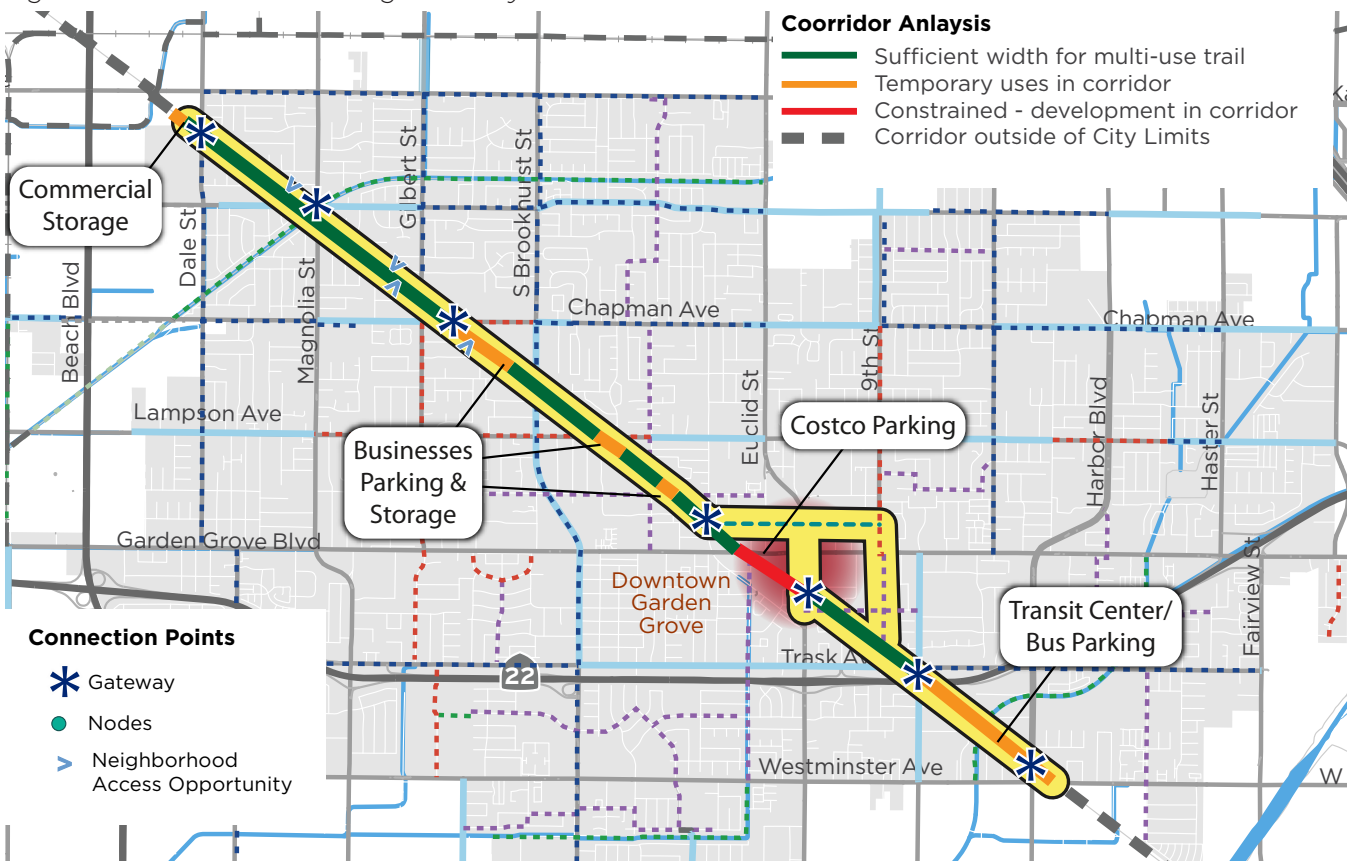 Coorridor Anlaysis
Sufficient width for multi-use trail
Temporary uses in corridor
Constrained - development in corridor
Corridor outside of City Limits
Commercial
Storage
Dale St
Beach Blvd
Magnolia St
Gilbert St
S Brookhurst St
Chapman Ave
Chapman Ave
Lampson Ave
Euclid St
9th St
Harbor Blvd
Haster St
Costco Parking
Businesses
Parking &
Storage
Garden Grove Blvd
Downtown
Garden
Grove
Transit Center/
Bus Parking
Fairview St
Trask Av
22
Westminster Ave
W
Connection Points
Gateway
Nodes
Neighborhood
Access Opportunity